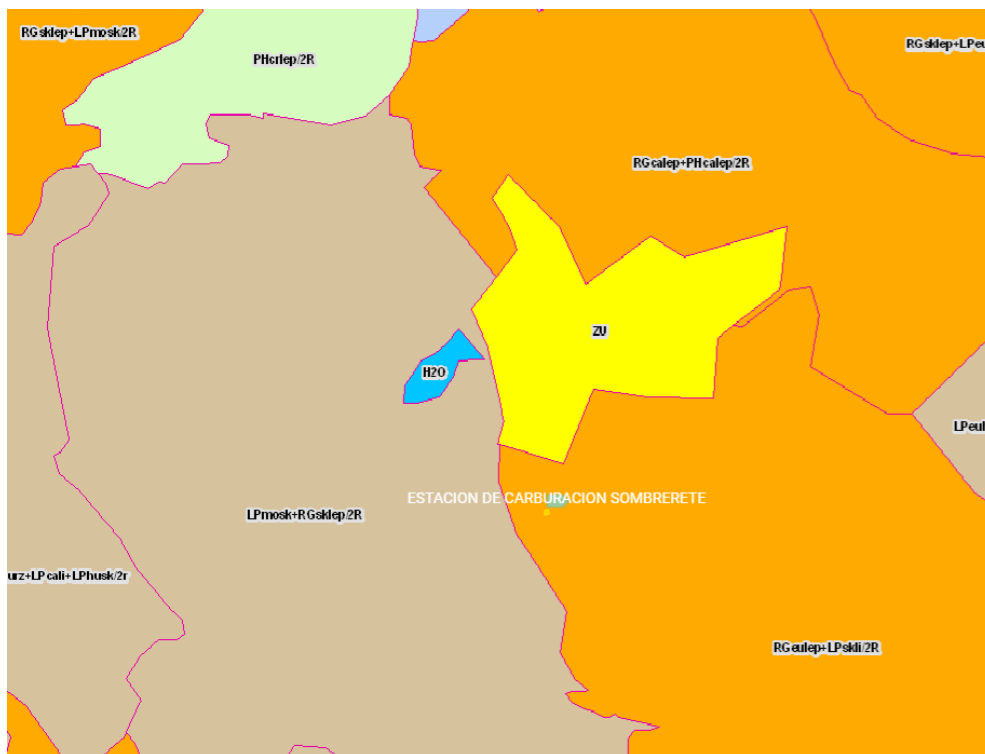 RGsklep+LPmosk/2R
PHcrlep/2R
RGsklep+LPeu
RGcalep+PHcalep/2R
ZU
H2O
LPeul
ESTACION DE CARBURACION SOMBRERETE
LPmosk+RGsklep/2R
urz+LPcali+LPhusk/2r
RGeulep+LPskli/2R